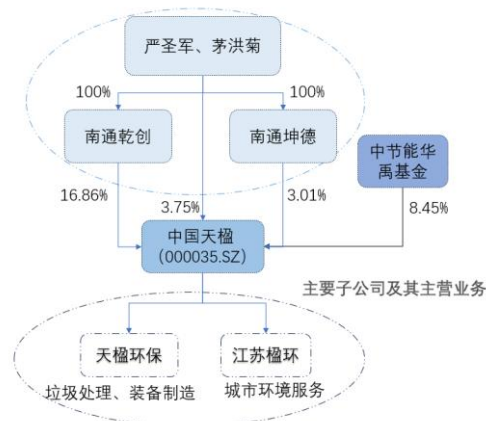 严圣军、茅洪菊
100%
100%
南通乾创
南通坤德
中节能华
禹基金
16.86%
3.75%
3.01%
8.45%
中国天楹
(000035.SZ)
主要子公司及其主营业务
天楹环保
江苏楹环
垃圾处理、装备制造
城市环境服务